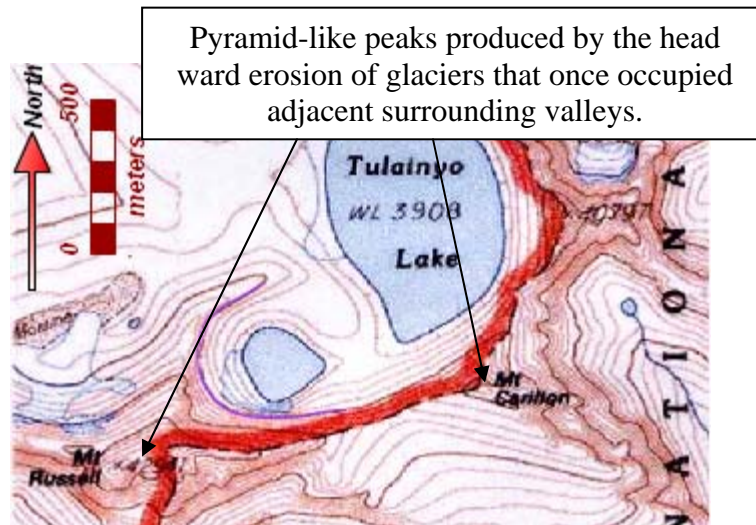 Pyramid-like peaks produced by the head
ward erosion of glaciers that once occupied
adjacent surrounding valleys.
North
500
0
meters
Tulainyo
WL 3908
Lake
Moraine
Mt
Carillon
Mt
Russell
N A T I O N A